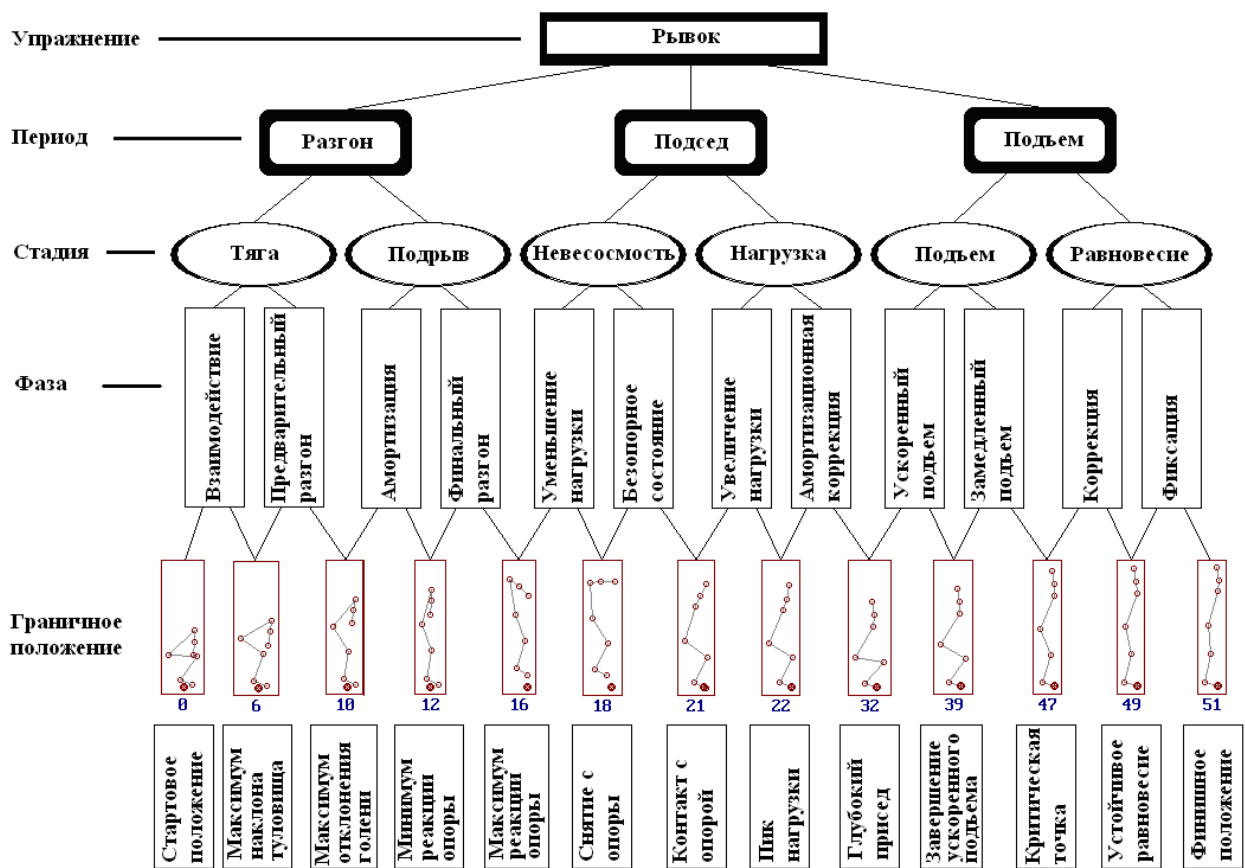 Упражнение
Рывок
Период
Разгон
Подсед
Подъем
Стадия
Тяга
Подрыв
Невесосмость
Нагрузка
Подъем
Равновесие
Фаза
Взаимодействие
Предварительный
разгон
Амортизация
Финальный
разгон
Уменьшение
нагрузки
Безопорное
состояние
Увеличение
нагрузки
Амортизационная
коррекция
Ускоренный
подьем
Замедленный
подьем
Коррекция
Фиксация
Граничное
положение
0
6
10
12
16
18
21
22
32
39
47
49
51
Стартовое
положение
Максимум
наклона
туловища
Максимум
отклонения
голени
Минимум
реакции
опоры
Максимум
реакции
опоры
Снятие с
опоры
Контакт с
опорой
Пик
нагрузки
Глубокий
присед
Завершение
ускоренного
подьема
Критическая
точка
Устойчивое
равновесие
Финишное
положение